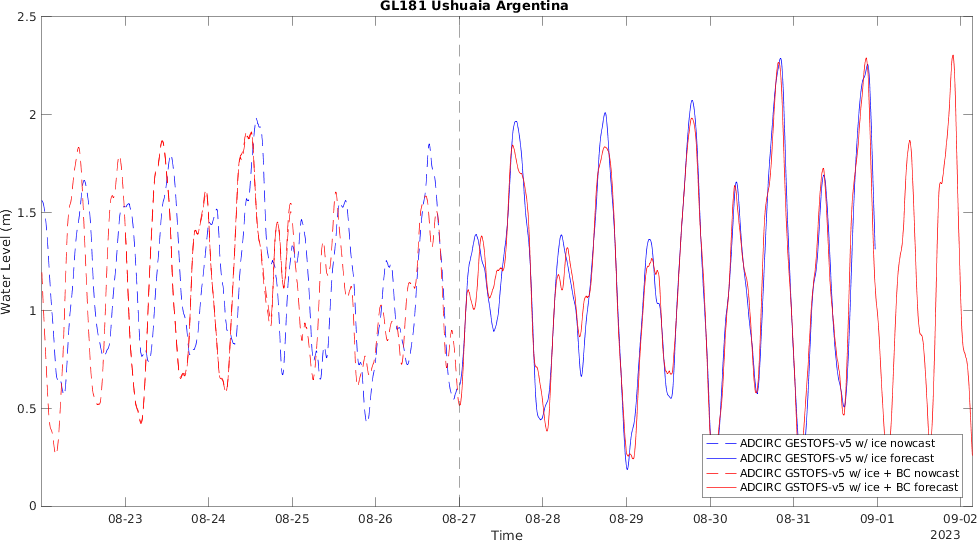 GL181 Ushuaia Argentina
Water Level (m)
2.5
2
1.5
1
0.5
0
ADCIRC GESTOFS-v5 w/ ice nowcast
ADCIRC GESTOFS-v5 w/ ice forecast
ADCIRC GSTOFS-v5 w/ ice + BC nowcast
ADCIRC GSTOFS-v5 w/ ice + BC forecast
08-23 08-24 08-25 08-26 08-27 08-28 08-29 08-30 08-31 09-01 09-02
2023
Time